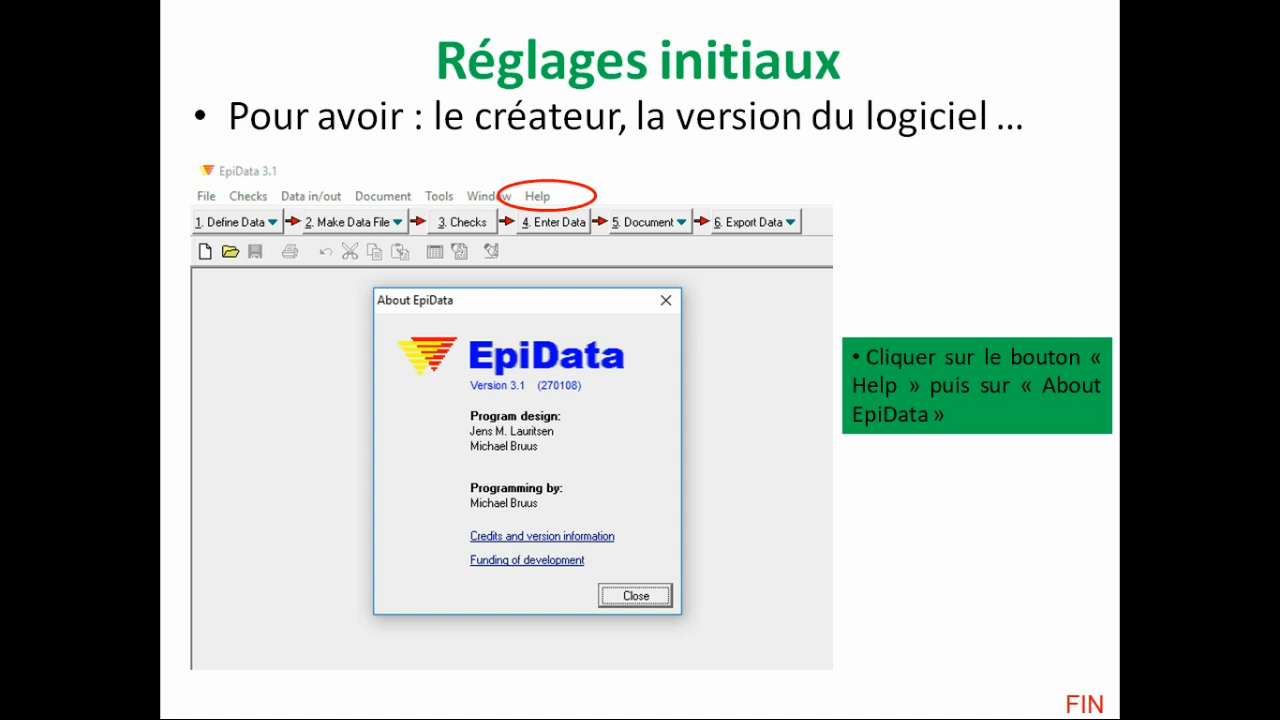 Réglages initiaux
• Pour avoir : le créateur, la version du logiciel ...
EpiData 3.1
File Checks Data in/out Document Tools Window Help
1. Define Data 2. Make Data File 3. Checks 4. Enter Data 5. Document 6. Export Data
About EpiData
EpiData
Version 3.1 (270108)
Program design:
Jens M. Lauritsen
Michael Bruus
Programming by:
Michael Bruus
Credits and version information
Funding of development
Close
• Cliquer sur le bouton «
Help » puis sur « About
EpiData »
FIN